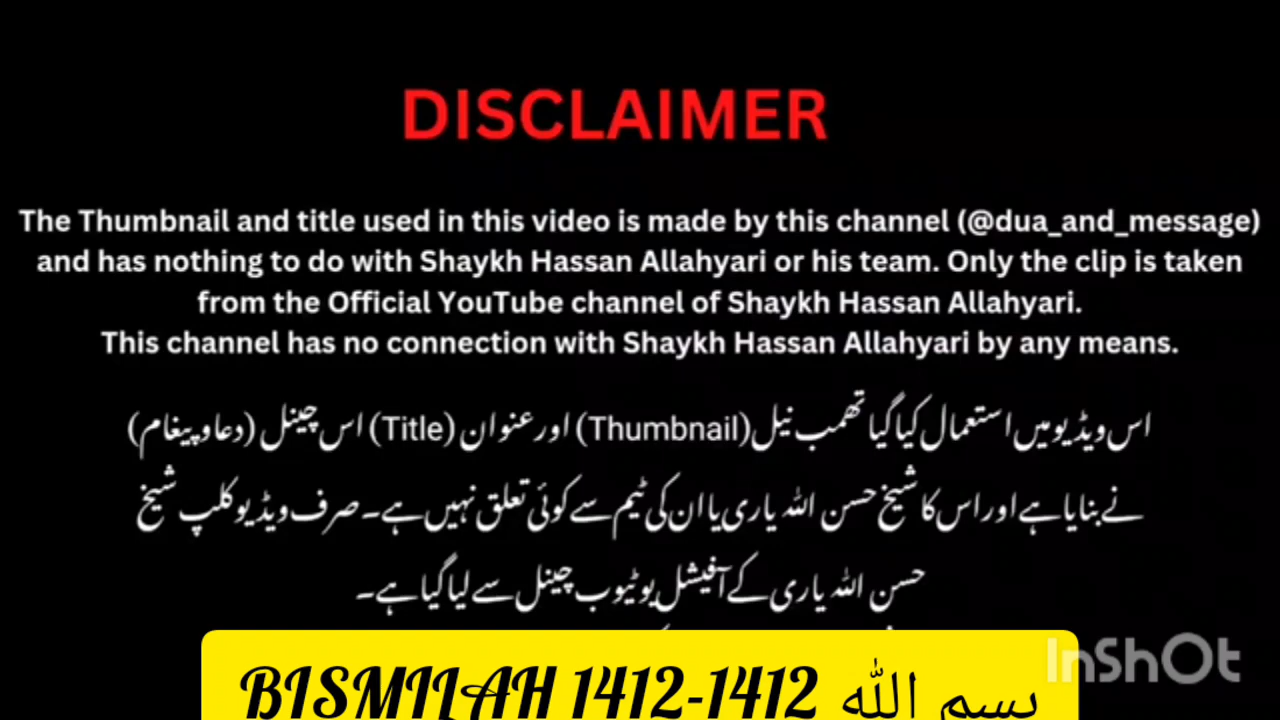 DISCLAIMER
The Thumbnail and title used in this video is made by this channel (@dua_and_message)
and has nothing to do with Shaykh Hassan Allahyari or his team. Only the clip is taken
from the Official YouTube channel of Shaykh Hassan Allahyari.
This channel has no connection with Shaykh Hassan Allahyari by any means.
اس ویڈیو میں استعمال کیا گیا تھمب نیل (Thumbnail) اور عنوان (Title) اس چینل (دعا و پیغام)
نے بنایا ہے اور اس کا شیخ حسن اللہ یاری یا ان کی ٹیم سے کوئی تعلق نہیں ہے۔ صرف ویڈیو کلپ شیخ
حسن اللہ یاری کے آفیشل یوٹیوب چینل سے لیا گیا ہے۔
BISMILAH 1412-1412 بسم اللہ
InShOt